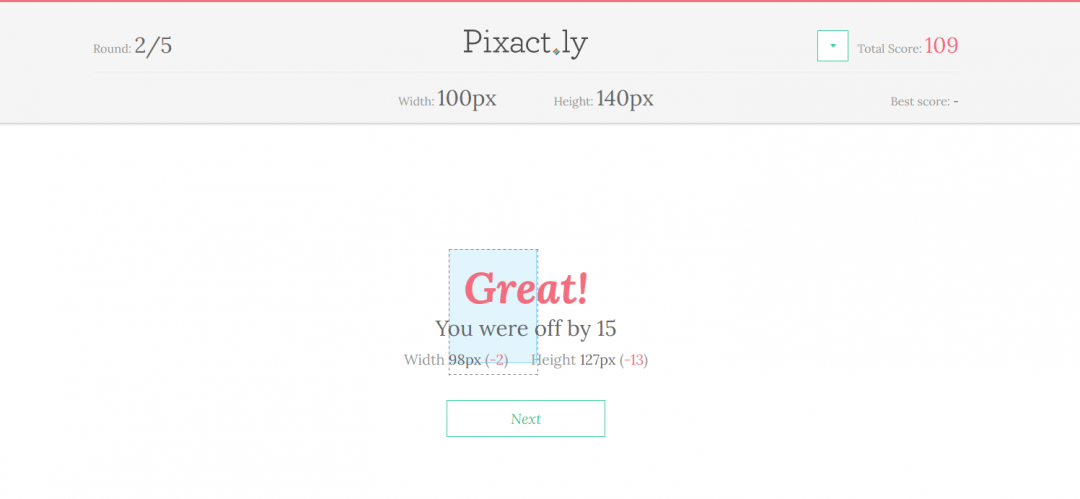 Round: 2/5
Pixact.ly
Total Score: 109
Width: 100px Height: 140px
Best score: -
Great!
You were off by 15
Width 98px (-2) Height 127px (-13)
Next